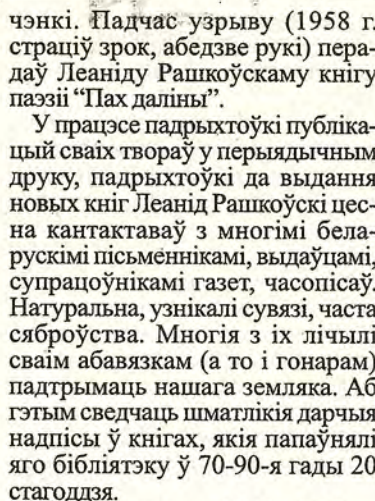 чэнкі. Падчас узрыву (1958 г.
страціў зрок, абедзве рукі) пера-
даў Леаніду Рашкоўскаму кнігу
паэзіі “Пах даліны”.
У працэсе падрыхтоўкі публіка-
цый сваіх твораў у перыядычным
друку, падрыхтоўкі да выдання
новых кніг Леанід Рашкоўскі цес-
на кантактаваў з многімі бела-
рускімі пісьменнікамі, выдаўцамі,
супрацоўнікамі газет, часопісаў.
Натуральна, узнікалі сувязі, часта
сяброўства. Многія з іх лічылі
сваім абавязкам (а то і гонарам)
падтрымаць нашага земляка. Аб
гэтым сведчаць шматлікія дарчыя
надпісы ў кнігах, якія папаўнялі
яго бібліятэку ў 70-90-я гады 20
стагоддзя.